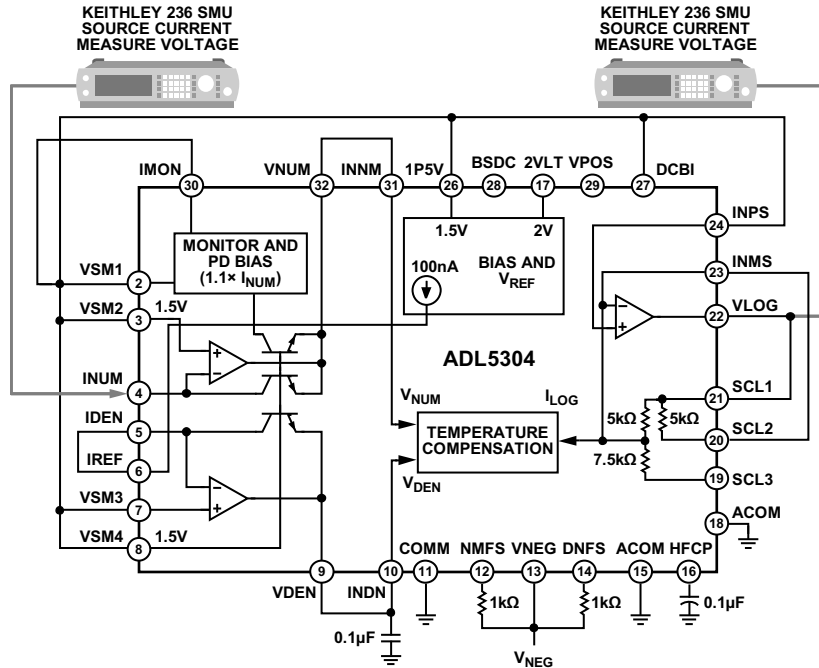 KEITHLEY 236 SMU
SOURCE CURRENT
MEASURE VOLTAGE
KEITHLEY 236 SMU
SOURCE CURRENT
MEASURE VOLTAGE
IMON
VNUM
INNM
1P5V
BSDC
2VLT
VPOS
DCBI
30
32
31
26
28
17
29
27
INPS
24
1.5V
2V
MONITOR AND
PD BIAS
(1.1× INUM)
100nA
BIAS AND
VREF
INMS
23
VSM1
2
VSM2
1.5V
3
VLOG
22
ADL5304
INUM
4
VNUM
ILOG
SCL1
21
5kΩ
5kΩ
IDEN
5
TEMPERATURE
COMPENSATION
SCL2
20
IREF
6
7.5kΩ
VDEN
SCL3
19
VSM3
7
ACOM
18
VSM4
1.5V
8
COMM
NMFS
VNEG
DNFS
ACOM
HFCP
9
10
11
12
13
14
15
16
VDEN
INDN
1kΩ
1kΩ
0.1µF
0.1µF
VNEG